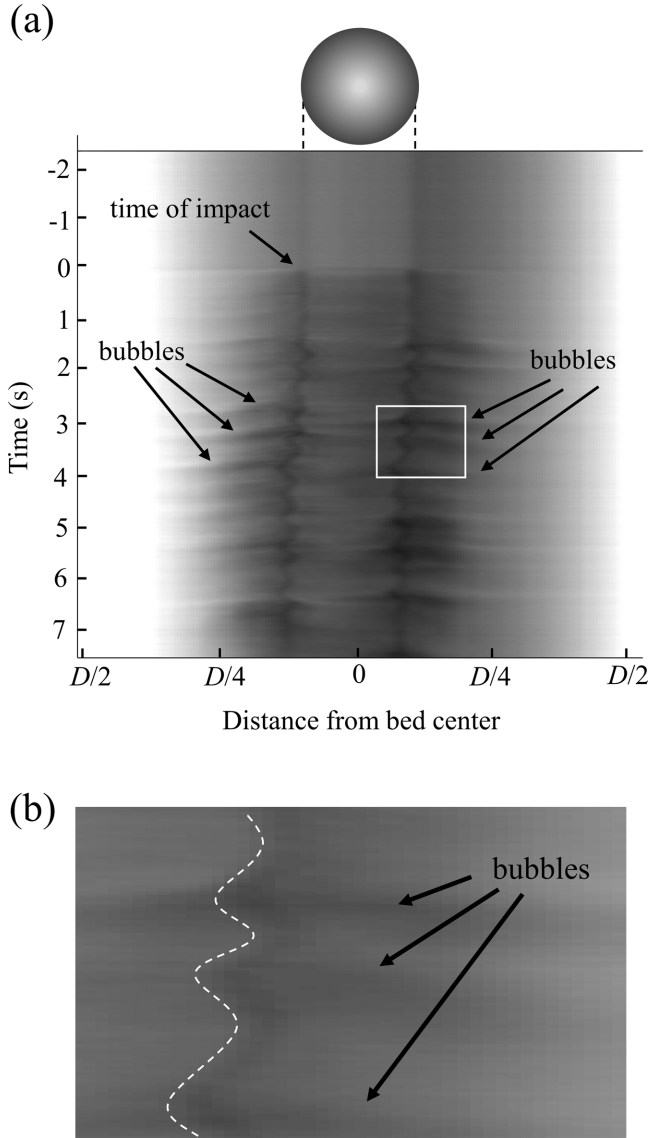 (a)
-2
time of impact
-1
0
1
bubbles
bubbles
2
3
Time (s)
4
5
6
7
D/2
D/4
0
D/4
D/2
Distance from bed center
(b)
bubbles